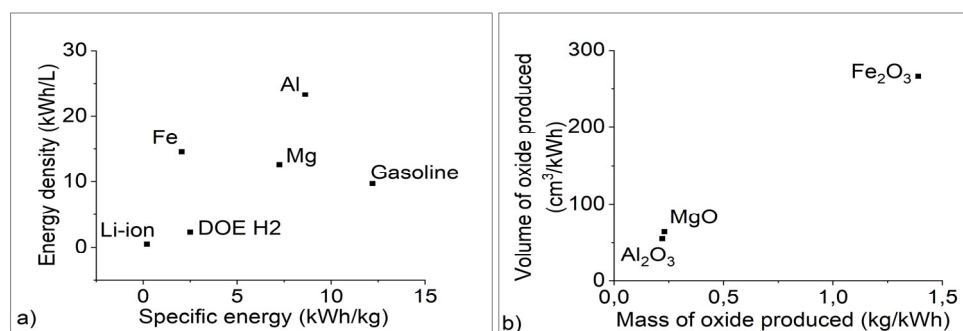 Energy density (kWh/L)
30
20
10
0
Al
Fe
Mg
Gasoline
Li-ion
DOE H2
0
5
10
15
Specific energy (kWh/kg)
a)
Volume of oxide produced
(cm³/kWh)
300
200
100
0
Fe₂O₃
MgO
Al₂O₃
0,0
0,5
1,0
1,5
Mass of oxide produced (kg/kWh)
b)